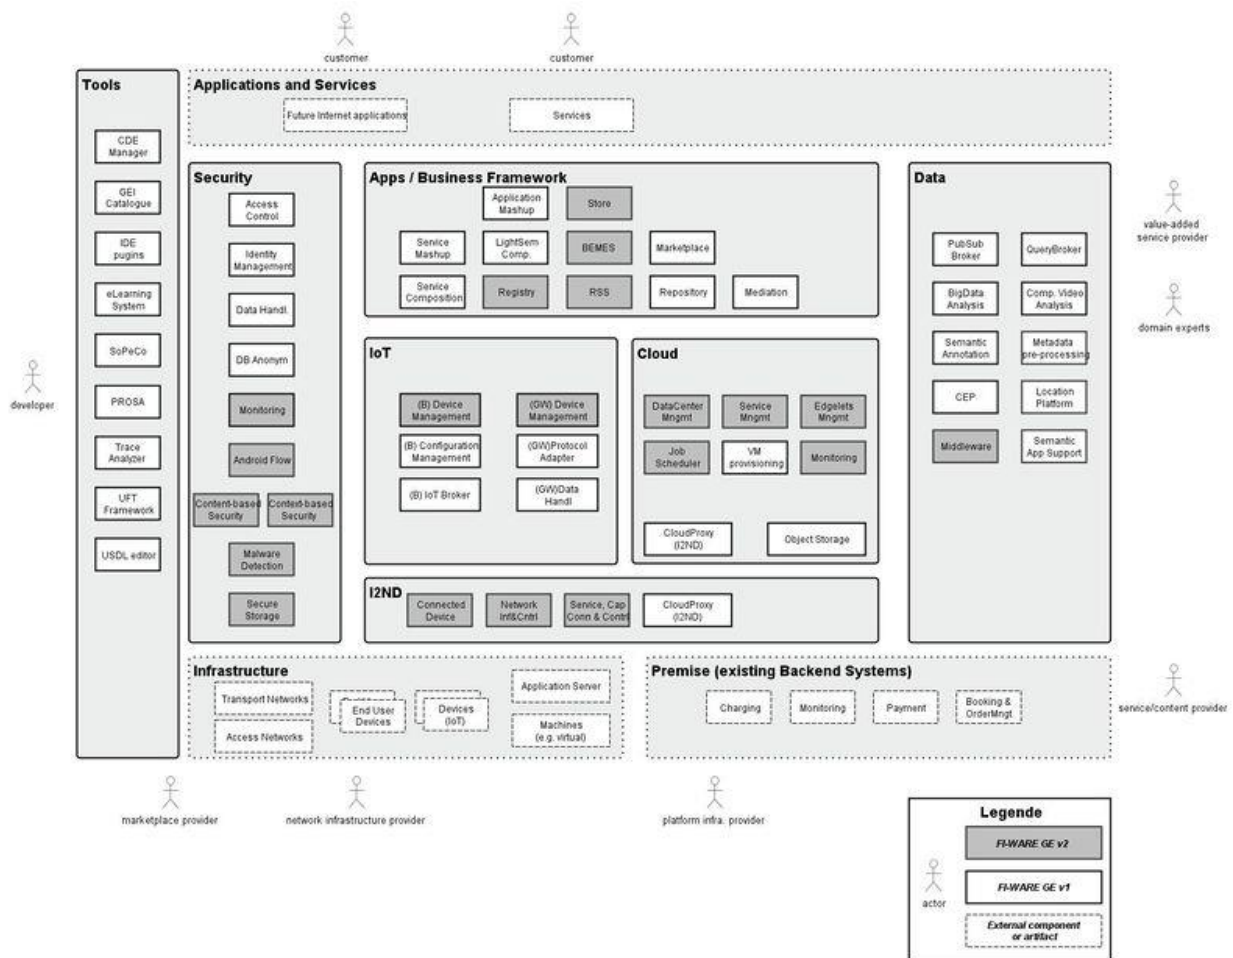 customer
customer
Tools
CDE
Manager
GEI
Catalogue
IDE
pugins
eLearning
System
SoPeCo
PROSA
Trace
Analyzer
UFT
Framework
USDL editor
developer
Applications and Services
Future Internet applications
Services
Security
Access
Control
Identity
Management
Data Handl.
DB Anonym
Monitoring
Android Flow
Content-based
Security
Context-based
Security
Malware
Detection
Secure
Storage
Apps / Business Framework
Application
Mashup
Store
Service
Mashup
LightSem
Comp.
BEMES
Marketplace
Service
Composition
Registry
RSS
Repository
Mediation
IoT
(B) Device
Management
(GW) Device
Management
(B) Configuration
Management
(GW)Protocol
Adapter
(B) IoT Broker
(GW)Data
Handl
Cloud
DataCenter
Mngmt
Service
Mngmt
Edgelets
Mngmt
Job
Scheduler
VM
provisioning
Monitoring
CloudProxy
(I2ND)
Object Storage
I2ND
Connected
Device
Network
Inf&Cntrl
Service, Cap
Conn & Contrl
CloudProxy
(I2ND)
Data
PubSub
Broker
QueryBroker
BigData
Analysis
Comp. Video
Analysis
Semantic
Annotation
Metadata
pre-processing
CEP
Location
Platform
Middleware
Semantic
App Support
value-added
service provider
domain experts
Infrastructure
Transport Networks
Access Networks
End User
Devices
Devices
(IoT)
Application Server
Machines
(e.g. virtual)
Premise (existing Backend Systems)
Charging
Monitoring
Payment
Booking &
OrderMngt
service/content provider
marketplace provider
network infrastructure provider
platform infra. provider
Legende
FI-WARE GE v2
FI-WARE GE v1
actor
External component
or artifact